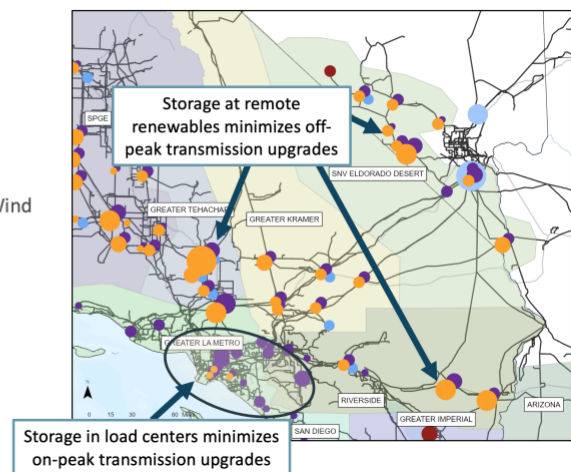 Storage at remote
renewables minimizes off-
peak transmission upgrades
SPGE
SNV ELDORADO DESERT
Wind
GREATER TEHACHAP
GREATER KRAMER
GREATER LA METRO
RIVERSIDE
ARIZONA
GREATER IMPERIAL
0 15 30 60
SAN DIEGO
Storage in load centers minimizes
on-peak transmission upgrades